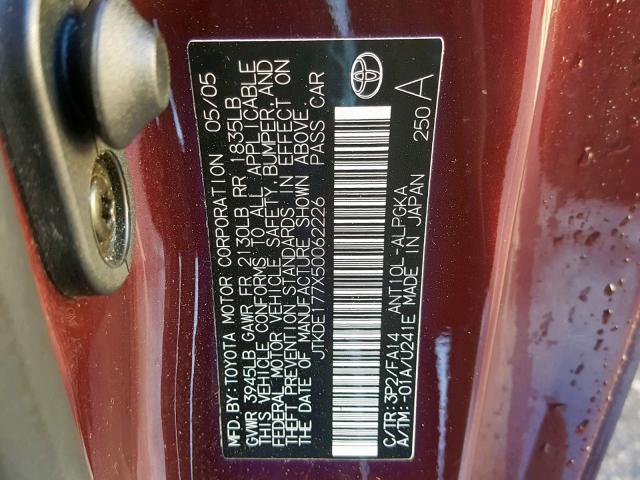 MFD.BY:TOYOTA MOTOR CORPORATION 05/05
GVWR 3945LB GAWR FR 2130LB RR 1835LB
THIS VEHICLE CONFORMS TO ALL APPLICABLE
FEDERAL MOTOR VEHICLE SAFETY, BUMPER, AND
THEFT PREVENTION STANDARDS IN EFFECT ON
THE DATE OF MANUFACTURE SHOWN ABOVE.
JTKDE177X50062226 PASS CAR
C/TR:3P2/FA14 ANT10L-ALPGKA
A/TM:-01A/U241E MADE IN JAPAN 250 A